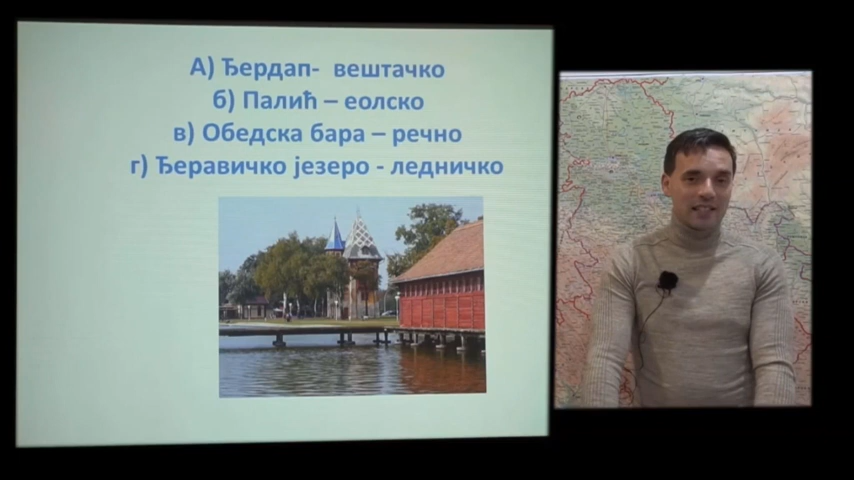 А) Ђердап- вештачко
б) Палић – еолско
в) Обедска бара – речно
г) Ђеравичко језеро - ледничко